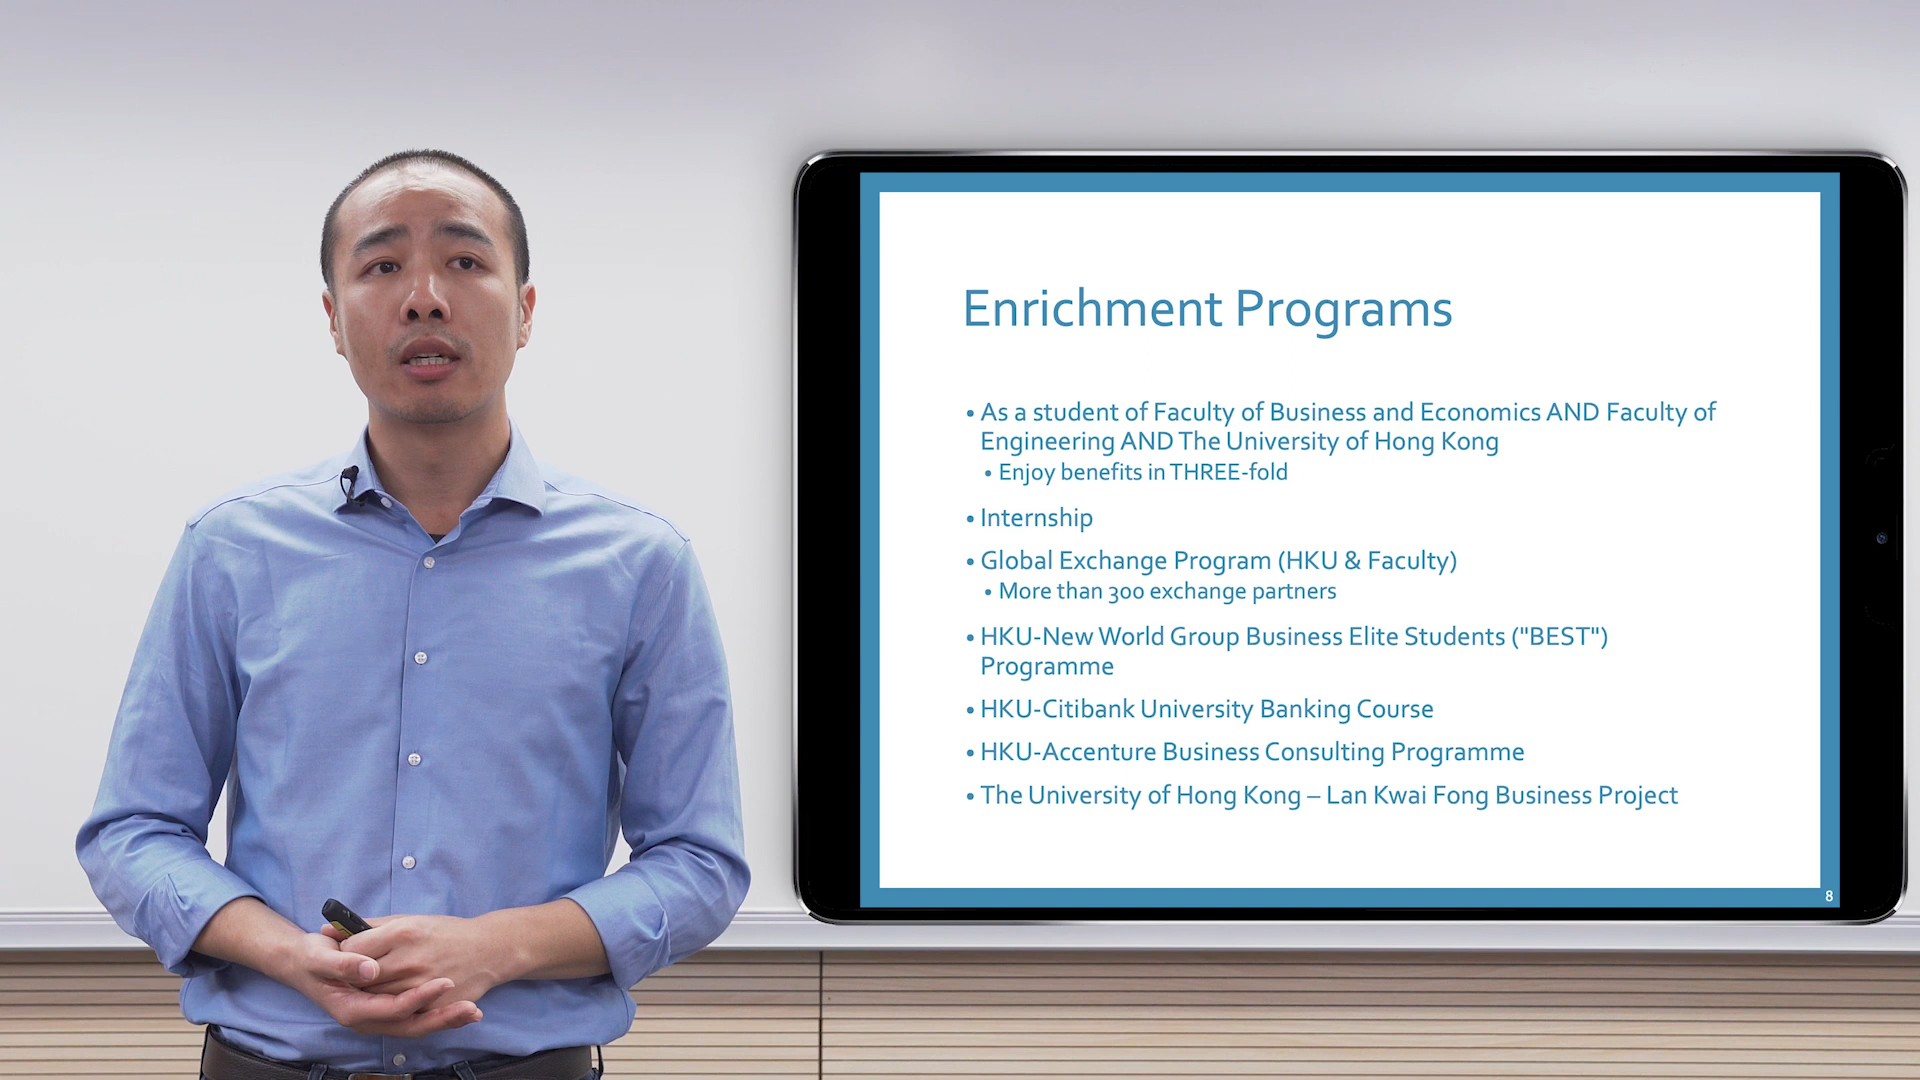 Enrichment Programs
• As a student of Faculty of Business and Economics AND Faculty of
Engineering AND The University of Hong Kong
• Enjoy benefits in THREE-fold
• Internship
• Global Exchange Program (HKU & Faculty)
• More than 300 exchange partners
• HKU-New World Group Business Elite Students ("BEST")
Programme
• HKU-Citibank University Banking Course
• HKU-Accenture Business Consulting Programme
• The University of Hong Kong – Lan Kwai Fong Business Project
8